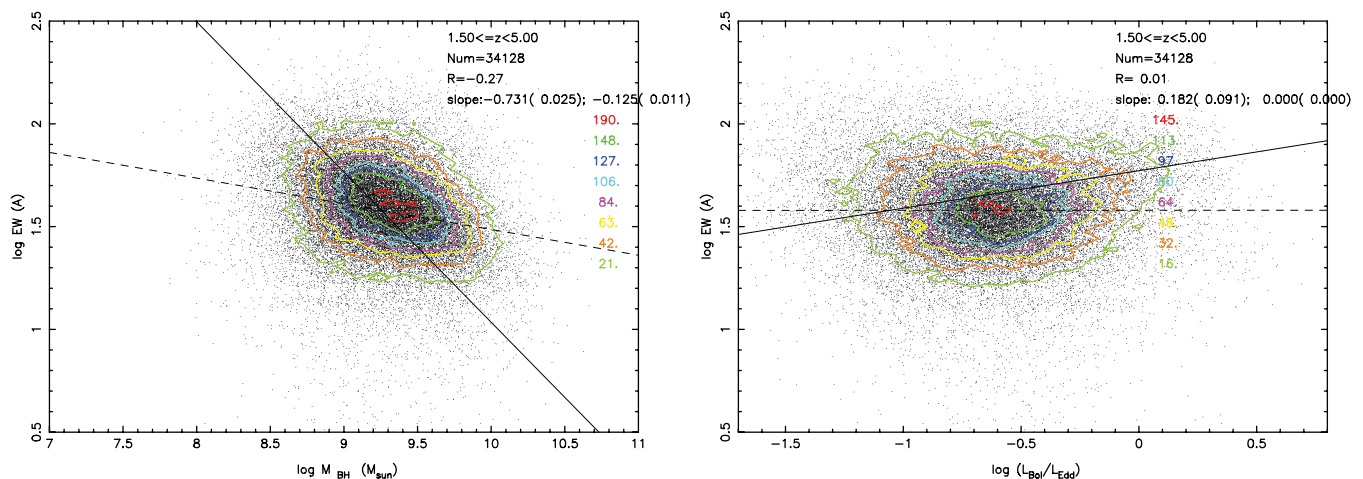 1.50<=z<5.00
Num=34128
R=−0.27
slope:−0.731( 0.025); −0.125( 0.011)
190.
148.
127.
106.
84.
63.
42.
21.
2.5
2
1.5
1
0.5
log EW (A)
7 7.5 8 8.5 9 9.5 10 10.5 11
log M BH (Msun)
1.50<=z<5.00
Num=34128
R= 0.01
slope: 0.182( 0.091); 0.000( 0.000)
145.
113.
97.
80.
64.
48.
32.
16.
2.5
2
1.5
1
0.5
log EW (A)
−1.5 −1 −0.5 0 0.5
log (LBol/LEdd)